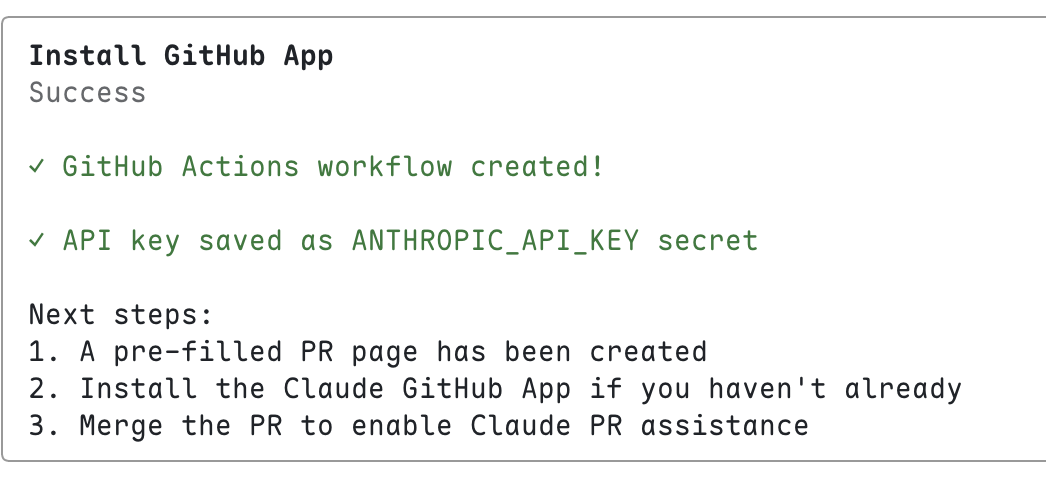 Install GitHub App
Success
✓ GitHub Actions workflow created!
✓ API key saved as ANTHROPIC_API_KEY secret
Next steps:
1. A pre-filled PR page has been created
2. Install the Claude GitHub App if you haven't already
3. Merge the PR to enable Claude PR assistance